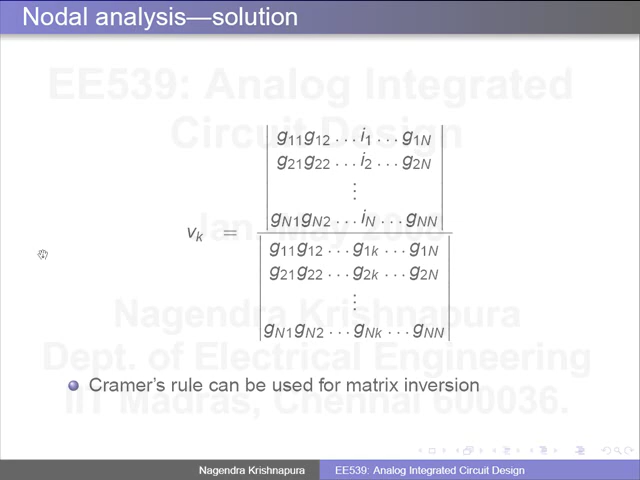 Nodal analysis—solution
EE539: Analog Integrated
Circuit Design
g11g12 . . . i1 . . . g1N
g21g22 . . . i2 . . . g2N
⋮
gN1gN2 . . . iN . . . gNN
vk =
g11g12 . . . g1k . . . g1N
g21g22 . . . g2k . . . g2N
⋮
gN1gN2 . . . gNk . . . gNN
Nagendra Krishnapura
Dept. of Electrical Engineering
Cramer's rule can be used for matrix inversion
IIT Madras, Chennai 600036.
Nagendra Krishnapura EE539: Analog Integrated Circuit Design